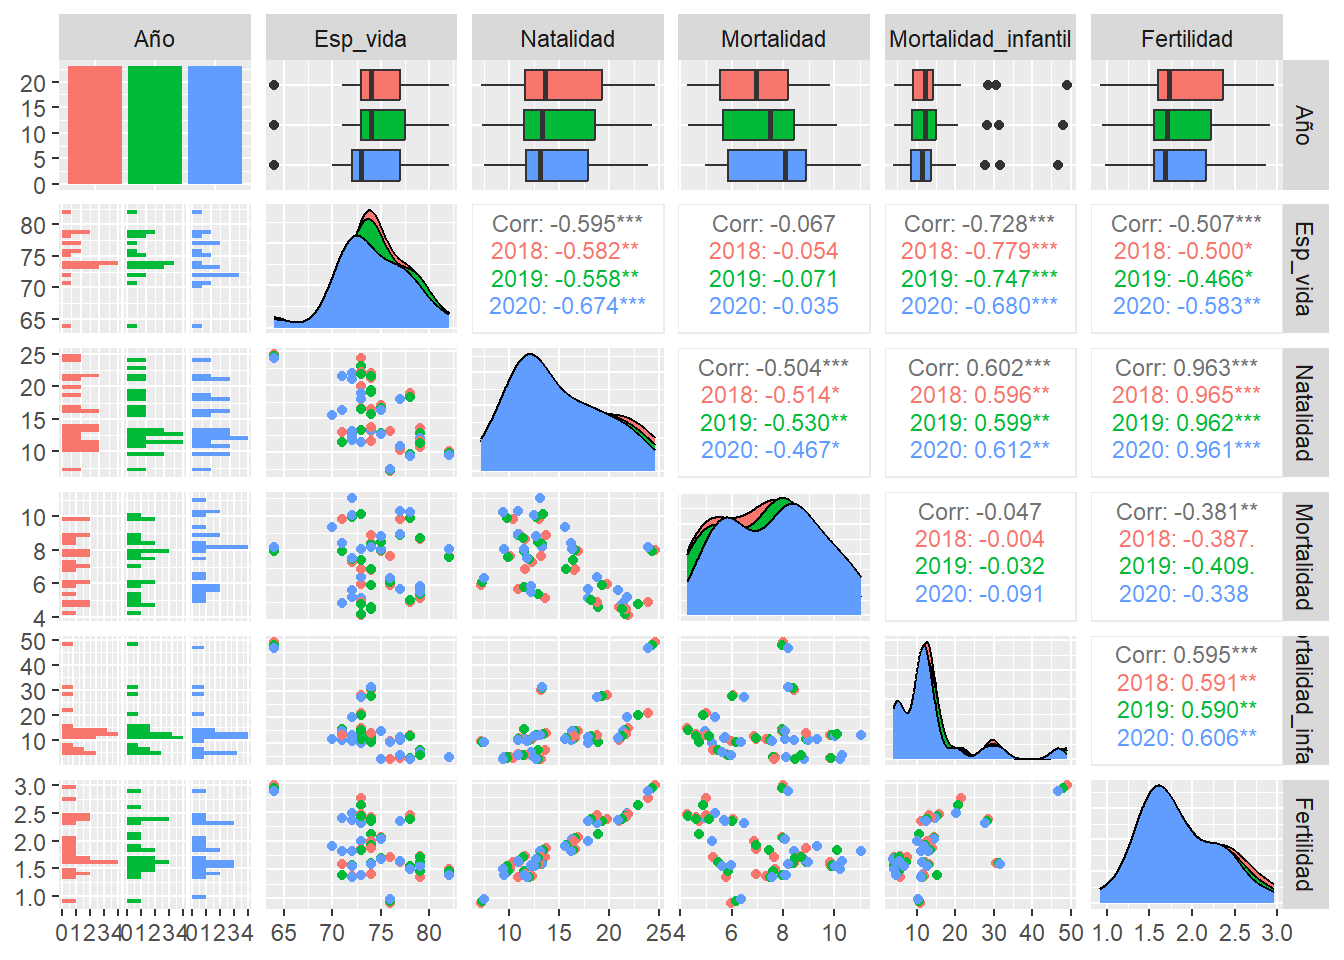 Año
Esp_vida
Natalidad
Mortalidad
Mortalidad_infantil
Fertilidad
20
15
10
5
0
Año
80
75
70
65
Corr: -0.595***
2018: -0.582**
2019: -0.558**
2020: -0.674***
Corr: -0.067
2018: -0.054
2019: -0.071
2020: -0.035
Corr: -0.728***
2018: -0.779***
2019: -0.747***
2020: -0.680***
Corr: -0.507***
2018: -0.500*
2019: -0.466*
2020: -0.583**
Esp_vida
25
20
15
10
Corr: -0.504***
2018: -0.514*
2019: -0.530**
2020: -0.467*
Corr: 0.602***
2018: 0.596**
2019: 0.599**
2020: 0.612**
Corr: 0.963***
2018: 0.965***
2019: 0.962***
2020: 0.961***
Natalidad
10
8
6
4
Corr: -0.047
2018: -0.004
2019: -0.032
2020: -0.091
Corr: -0.381**
2018: -0.387.
2019: -0.409.
2020: -0.338
Mortalidad
50
40
30
20
10
Corr: 0.595***
2018: 0.591**
2019: 0.590**
2020: 0.606**
ortalidad_infa
3.0
2.5
2.0
1.5
1.0
Fertilidad
01234 01234 01234
65 70 75 80
10 15 20 25
4 6 8 10
10 20 30 40 50
1.0 1.5 2.0 2.5 3.0